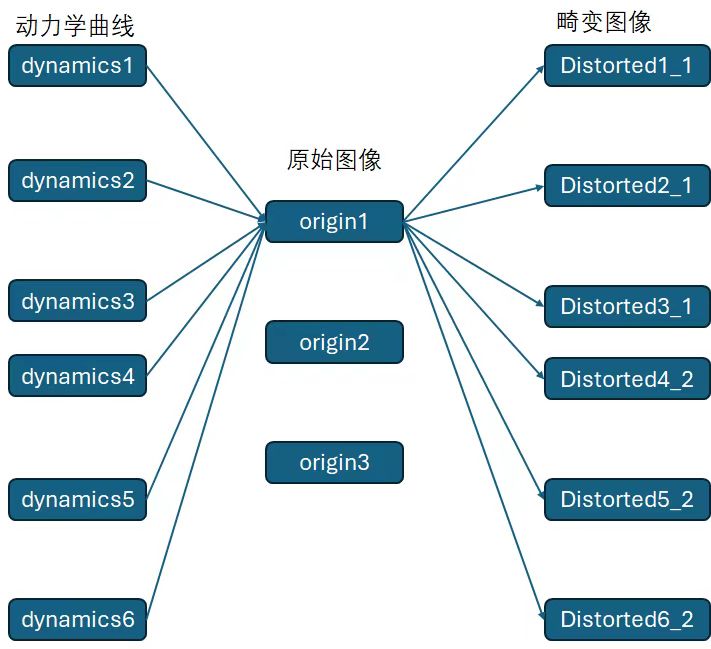 动力学曲线
dynamics1
dynamics2
dynamics3
dynamics4
dynamics5
dynamics6
原始图像
origin1
origin2
origin3
畸变图像
Distorted1_1
Distorted2_1
Distorted3_1
Distorted4_2
Distorted5_2
Distorted6_2